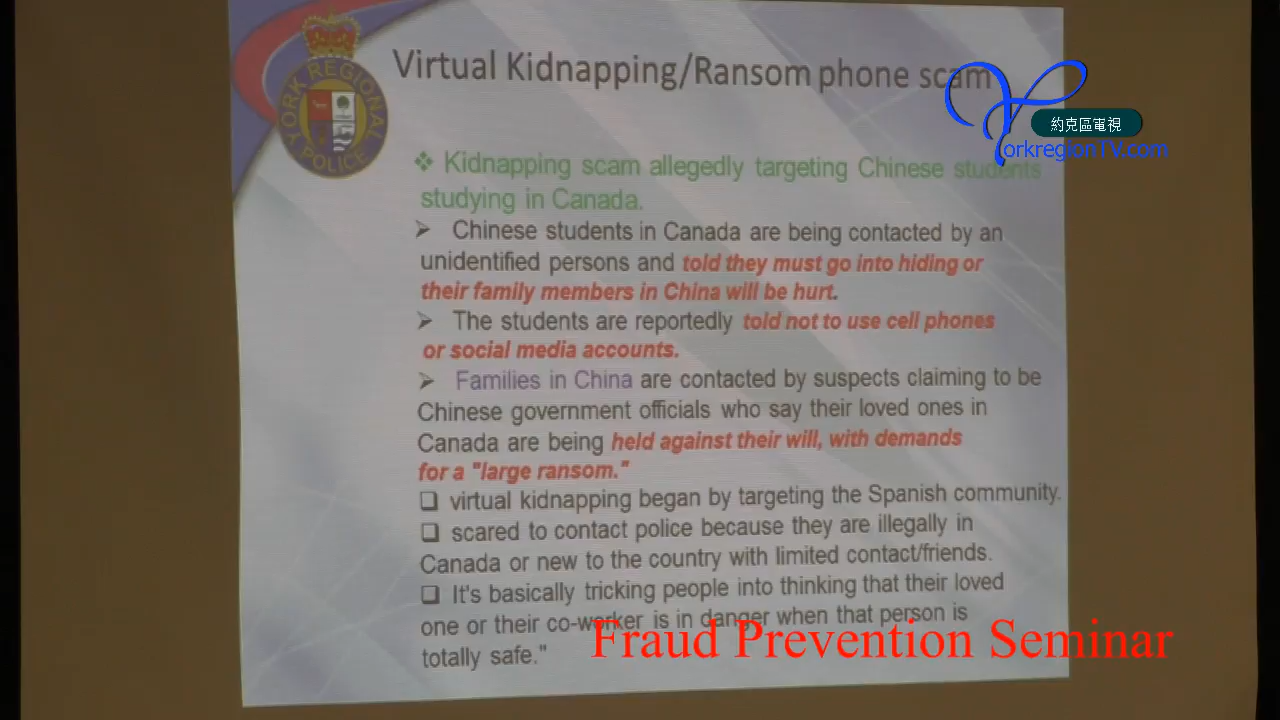 Virtual Kidnapping/Ransom phone scam
YORK REGIONAL
POLICE
約克區電視
YorkregionTV.com
❖ Kidnapping scam allegedly targeting Chinese students
studying in Canada.
➢ Chinese students in Canada are being contacted by an
unidentified persons and told they must go into hiding or
their family members in China will be hurt.
➢ The students are reportedly told not to use cell phones
or social media accounts.
➢ Families in China are contacted by suspects claiming to be
Chinese government officials who say their loved ones in
Canada are being held against their will, with demands
for a "large ransom."
❑ virtual kidnapping began by targeting the Spanish community.
❑ scared to contact police because they are illegally in
Canada or new to the country with limited contact/friends.
❑ It's basically tricking people into thinking that their loved
one or their co-worker is in danger when that person is
totally safe."
Fraud Prevention Seminar